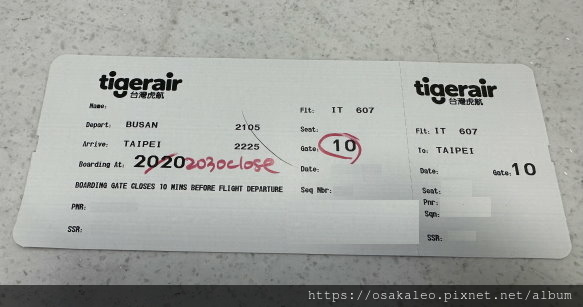 tigerair
台灣虎航
Name:
Depart: BUSAN 2105
Arrive: TAIPEI 2225
Boarding At: 2020 2030close
BOARDING GATE CLOSES 10 MINS BEFORE FLIGHT DEPARTURE
PNR:
SSR:
Flt: IT 607
Seat:
Gate: 10
Date:
Seq Nbr:
tigerair
台灣虎航
Flt: IT 607
To: TAIPEI
Date: Gate: 10
Seat:
Pnr:
Sqn:
SSR:
https://osakaleo.pixnet.net/album